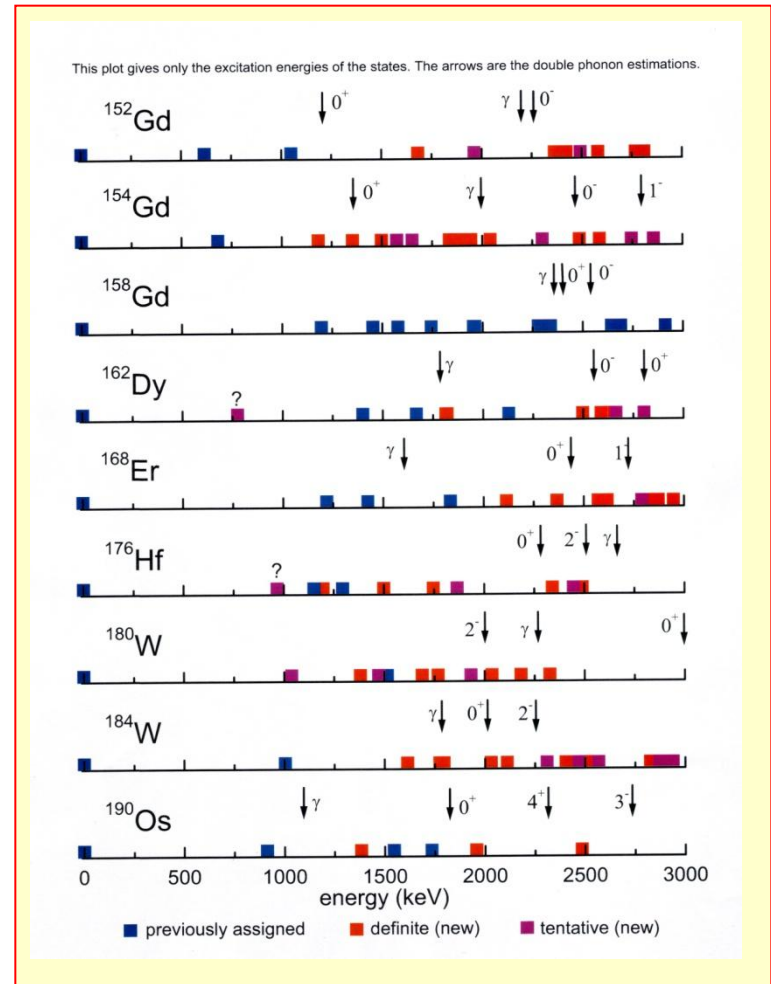 This plot gives only the excitation energies of the states. The arrows are the double phonon estimations.
0⁺ γ 0⁻
¹⁵²Gd
0⁺ γ 0⁻ 1⁻
¹⁵⁴Gd
γ 0⁺ 0⁻
¹⁵⁸Gd
γ 0⁻ 0⁺
¹⁶²Dy
?
γ 0⁺ 1⁻
¹⁶⁸Er
0⁺ 2⁻ γ
¹⁷⁶Hf
?
2⁻ γ 0⁺
¹⁸⁰W
γ 0⁺ 2⁻
¹⁸⁴W
γ 0⁺ 4⁺ 3⁻
¹⁹⁰Os
0 500 1000 1500 2000 2500 3000
energy (keV)
previously assigned definite (new) tentative (new)